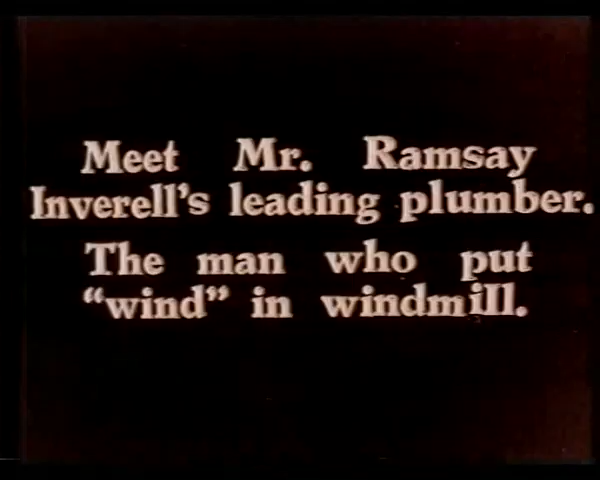 Meet Mr. Ramsay
Inverell's leading plumber.
The man who put
“wind” in windmill.